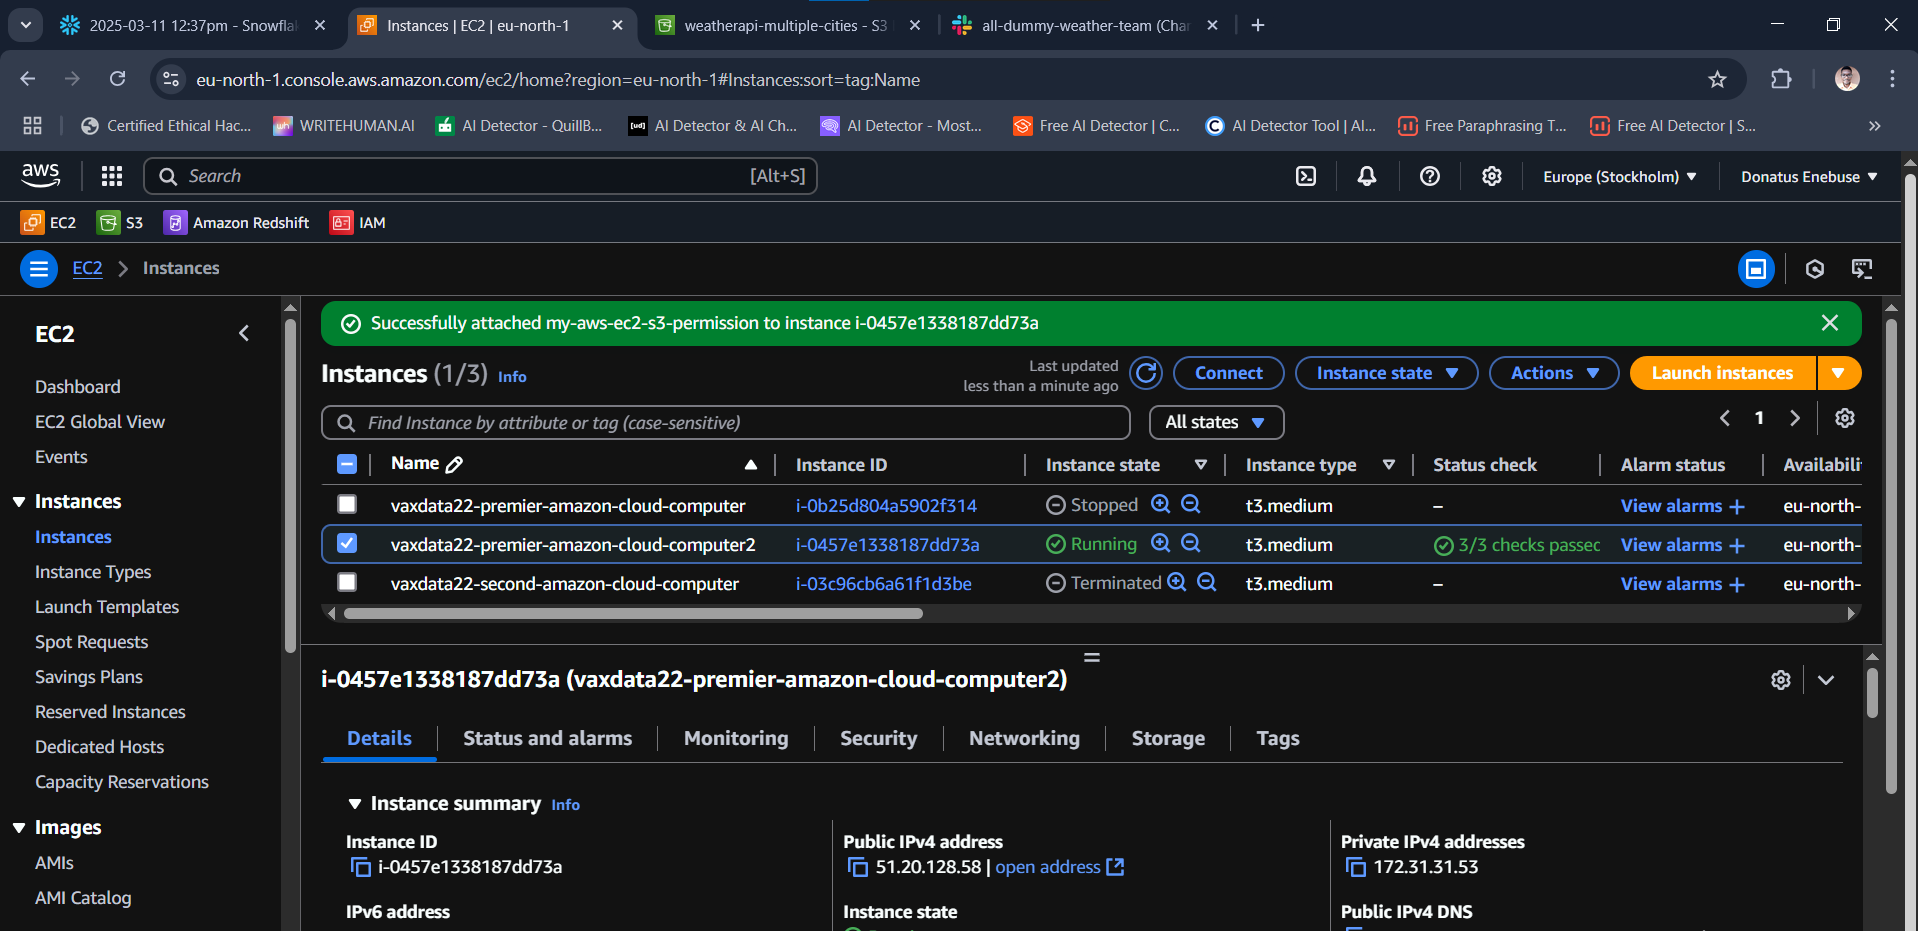 2025-03-11 12:37pm - Snowfla
Instances | EC2 | eu-north-1
weatherapi-multiple-cities - S3
all-dummy-weather-team (Char
eu-north-1.console.aws.amazon.com/ec2/home?region=eu-north-1#Instances:sort=tag:Name
Certified Ethical Hac...
wh WRITEHUMAN.AI
AI Detector - QuillB...
[ud] AI Detector & AI Ch...
AI Detector - Most...
Free AI Detector | C...
AI Detector Tool | AI...
Free Paraphrasing T...
Free AI Detector | S...
aws
Search [Alt+S]
Europe (Stockholm)
Donatus Enebuse
EC2
S3
Amazon Redshift
IAM
EC2 > Instances
EC2
Dashboard
EC2 Global View
Events
Instances
Instances
Instance Types
Launch Templates
Spot Requests
Savings Plans
Reserved Instances
Dedicated Hosts
Capacity Reservations
Images
AMIs
AMI Catalog
Successfully attached my-aws-ec2-s3-permission to instance i-0457e1338187dd73a
Instances (1/3) Info
Last updated
less than a minute ago
Connect
Instance state
Actions
Launch instances
Find Instance by attribute or tag (case-sensitive)
All states
1
Name Instance ID Instance state Instance type Status check Alarm status Availabili
vaxdata22-premier-amazon-cloud-computer i-0b25d804a5902f314 Stopped t3.medium – View alarms + eu-north-
vaxdata22-premier-amazon-cloud-computer2 i-0457e1338187dd73a Running t3.medium 3/3 checks passec View alarms + eu-north-
vaxdata22-second-amazon-cloud-computer i-03c96cb6a61f1d3be Terminated t3.medium – View alarms + eu-north-
i-0457e1338187dd73a (vaxdata22-premier-amazon-cloud-computer2)
Details
Status and alarms
Monitoring
Security
Networking
Storage
Tags
Instance summary Info
Instance ID
i-0457e1338187dd73a
Public IPv4 address
51.20.128.58 | open address
Private IPv4 addresses
172.31.31.53
IPv6 address
Instance state
Public IPv4 DNS